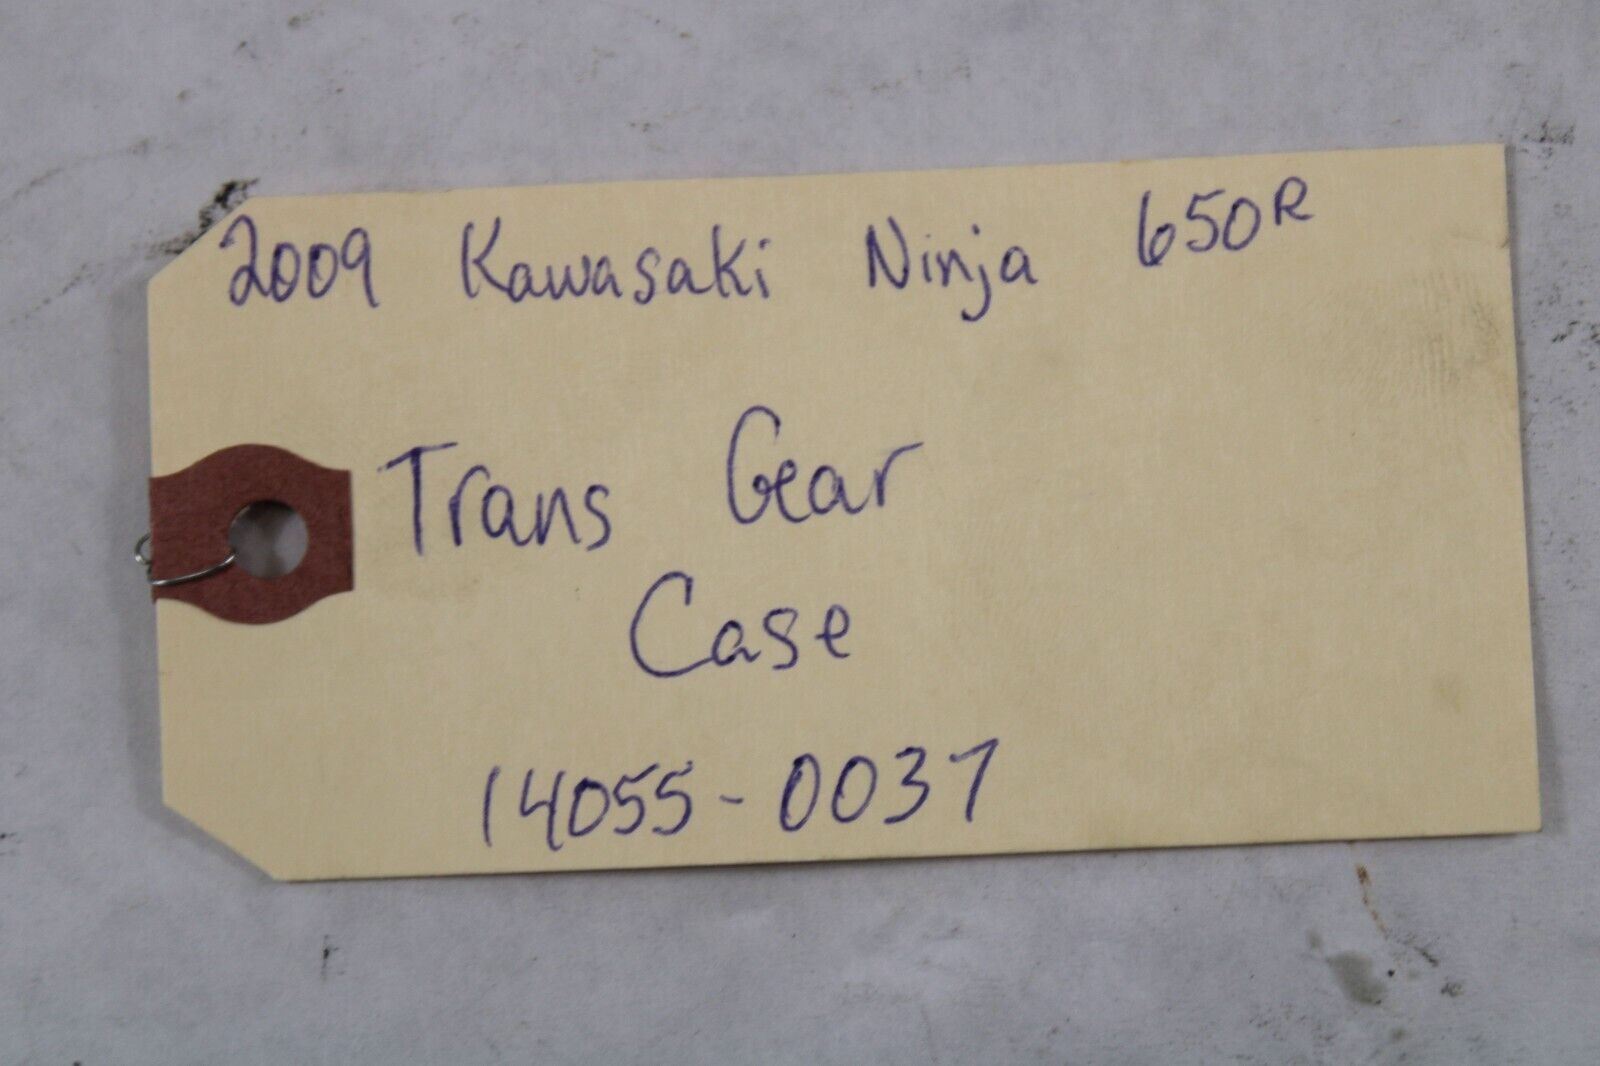 2009 Kawasaki Ninja 650R
Trans Gear
Case
14055-0037